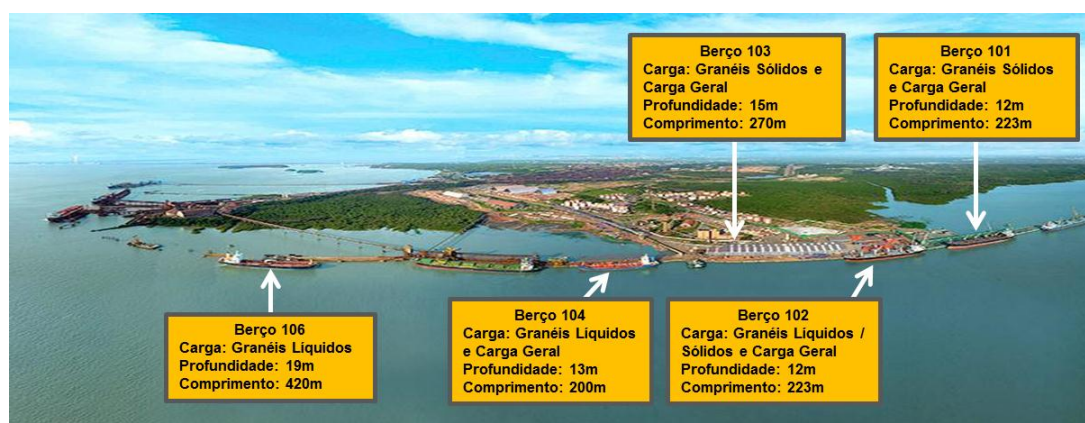 Berço 103
Carga: Granéis Sólidos e
Carga Geral
Profundidade: 15m
Comprimento: 270m
Berço 101
Carga: Granéis Sólidos
e Carga Geral
Profundidade: 12m
Comprimento: 223m
Berço 106
Carga: Granéis Líquidos
Profundidade: 19m
Comprimento: 420m
Berço 104
Carga: Granéis Líquidos
e Carga Geral
Profundidade: 13m
Comprimento: 200m
Berço 102
Carga: Granéis Líquidos /
Sólidos e Carga Geral
Profundidade: 12m
Comprimento: 223m